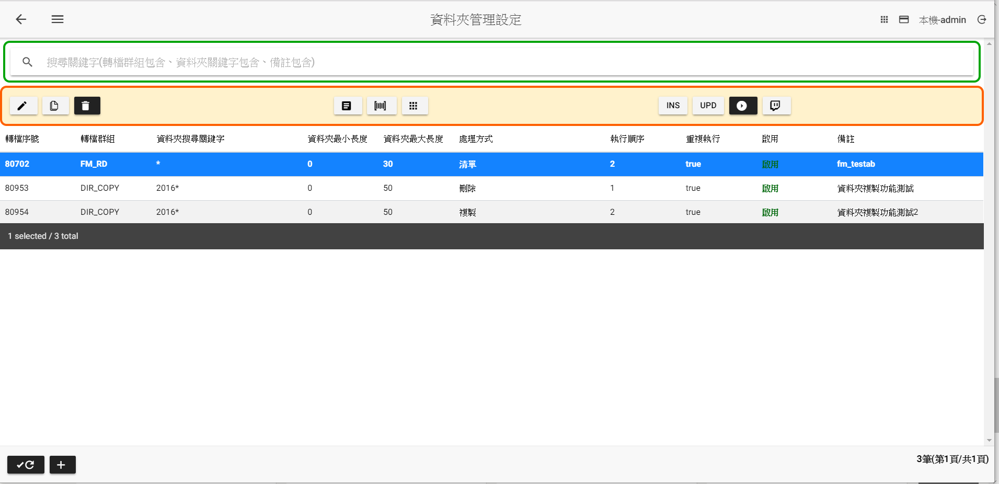 資料夾管理設定
本機-admin
搜尋關鍵字(轉檔群組包含、資料夾關鍵字包含、備註包含)
INS UPD
轉檔序號 轉檔群組 資料夾搜尋關鍵字 資料夾最小長度 資料夾最大長度 處理方式 執行順序 重複執行 啟用 備註
80702 FM_RD * 0 30 清單 2 true 啟用 fm_testab
80953 DIR_COPY 2016* 0 50 刪除 1 true 啟用 資料夾複製功能測試
80954 DIR_COPY 2016* 0 50 複製 2 true 啟用 資料夾複製功能測試2
1 selected / 3 total
3筆(第1頁/共1頁)